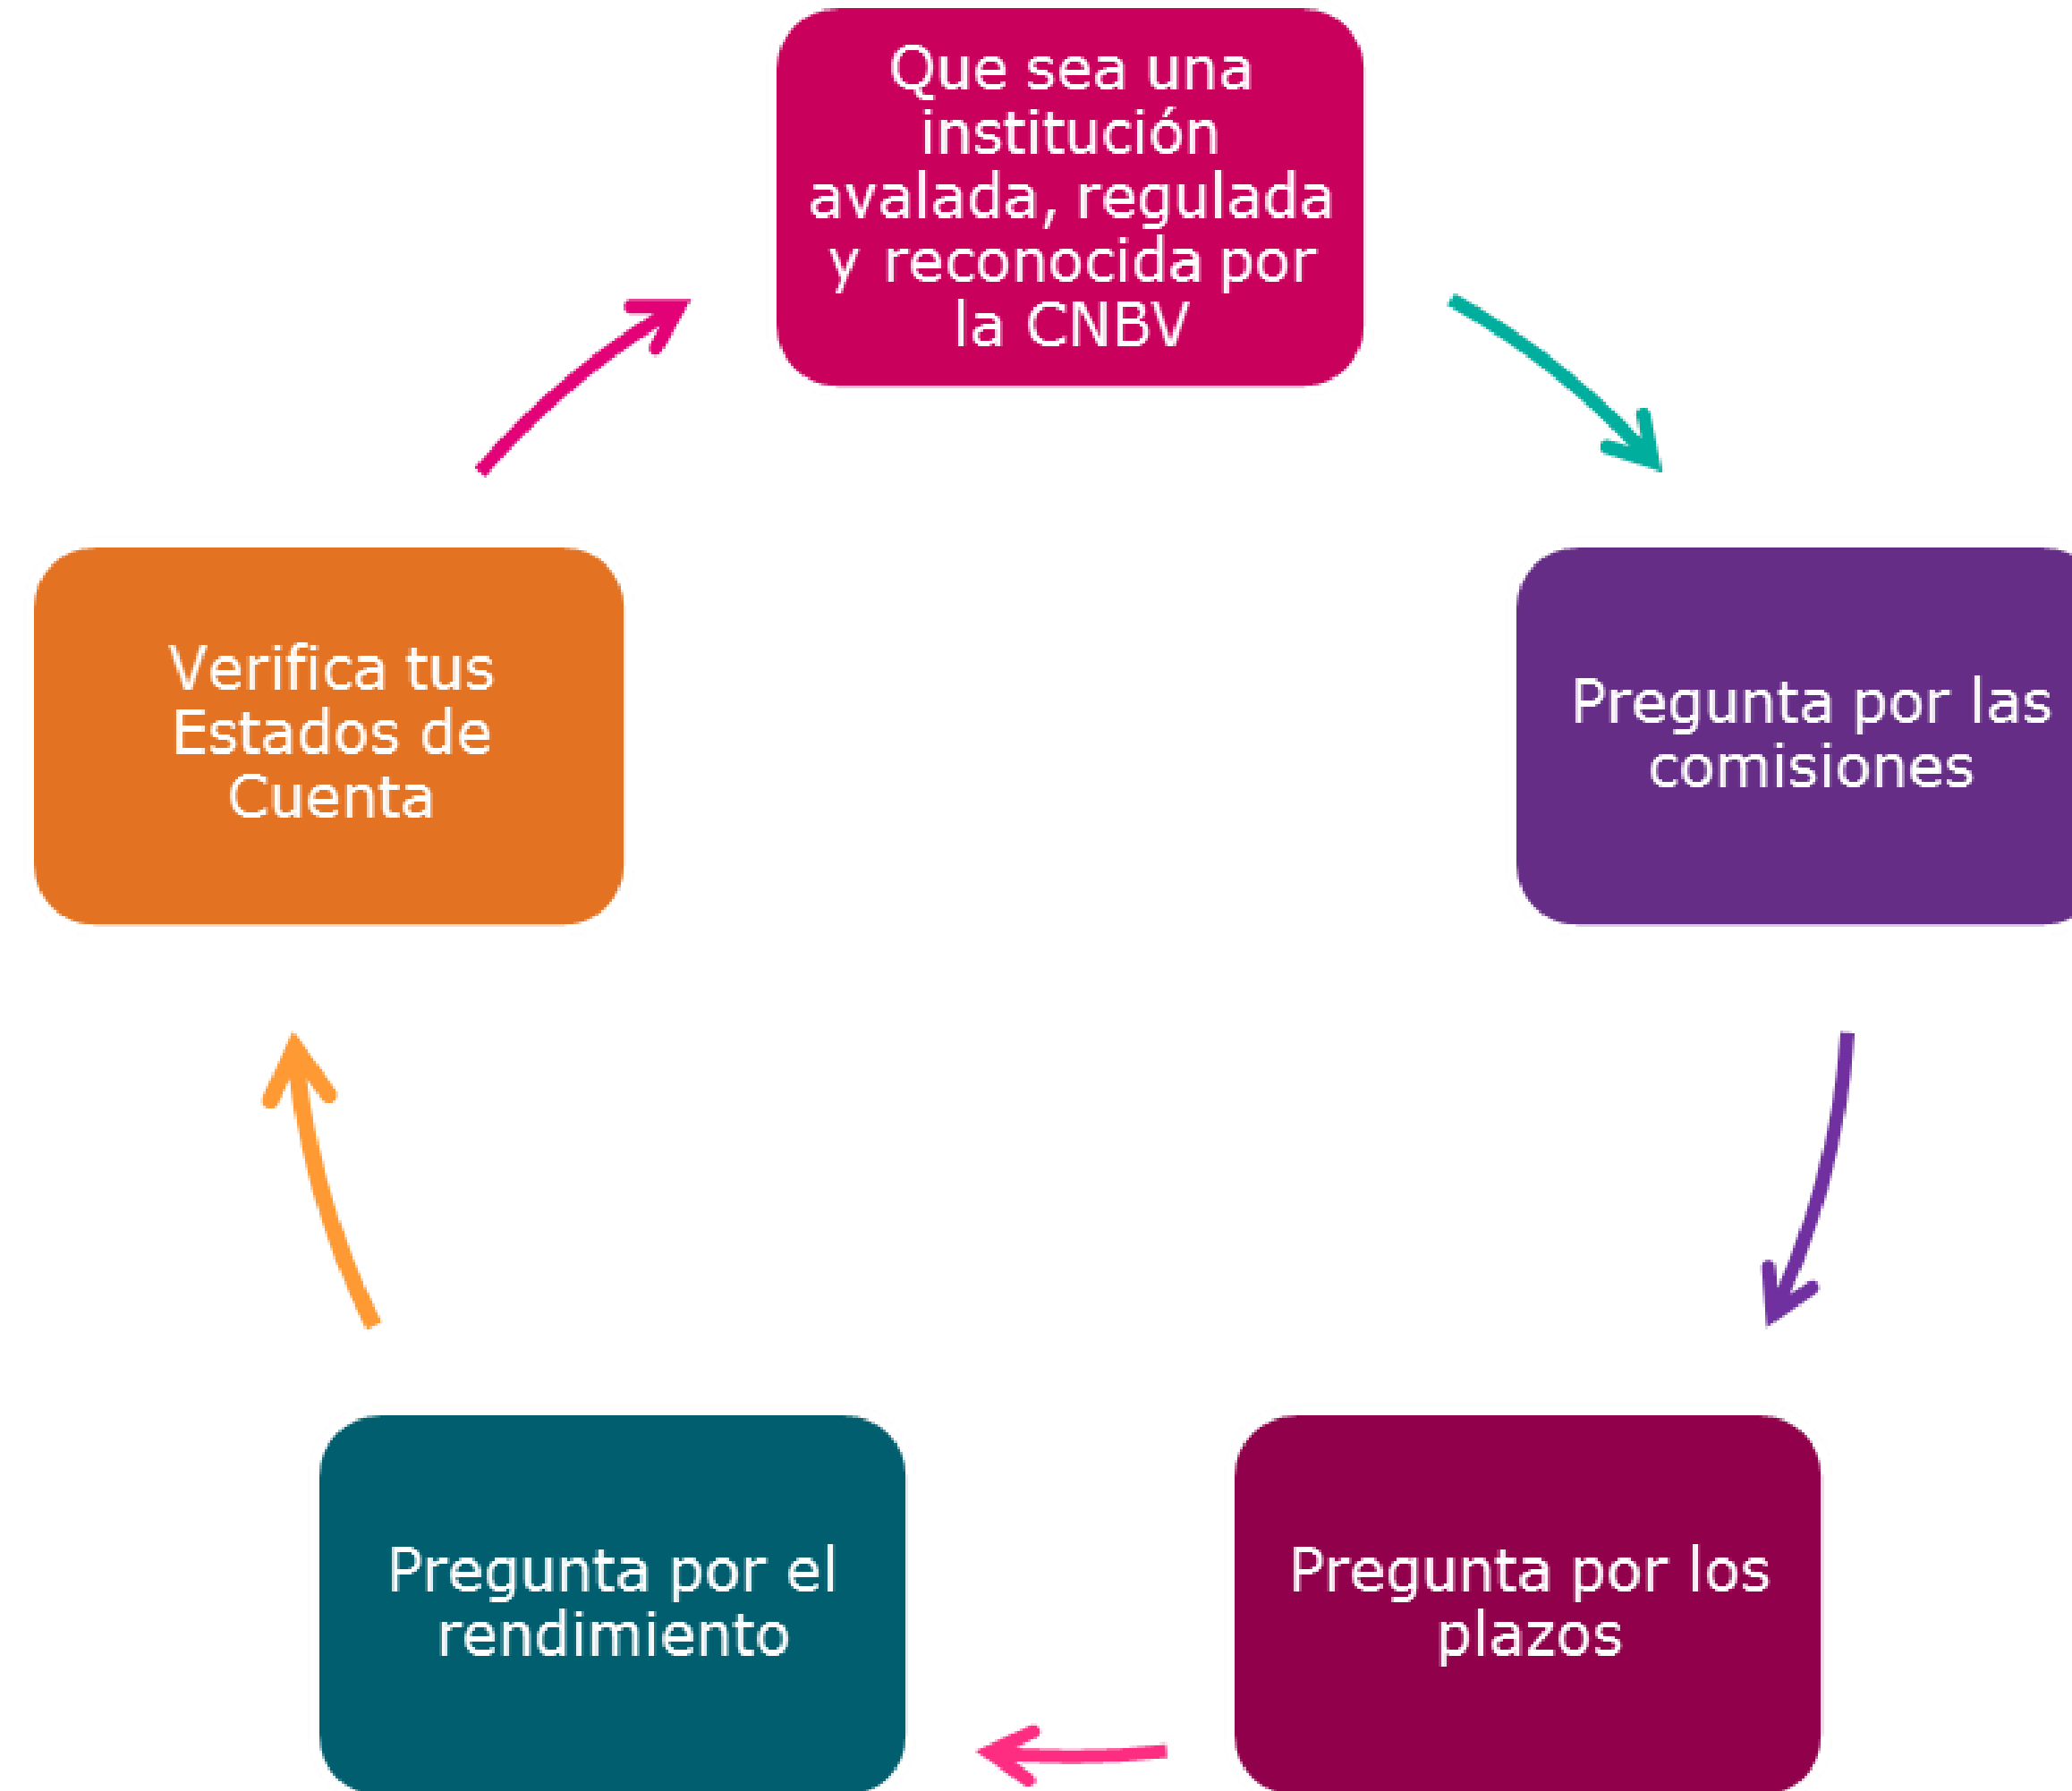 Que sea una
institución
avalada, regulada
y reconocida por
la CNBV
Pregunta por las
comisiones
Pregunta por los
plazos
Pregunta por el
rendimiento
Verifica tus
Estados de
Cuenta